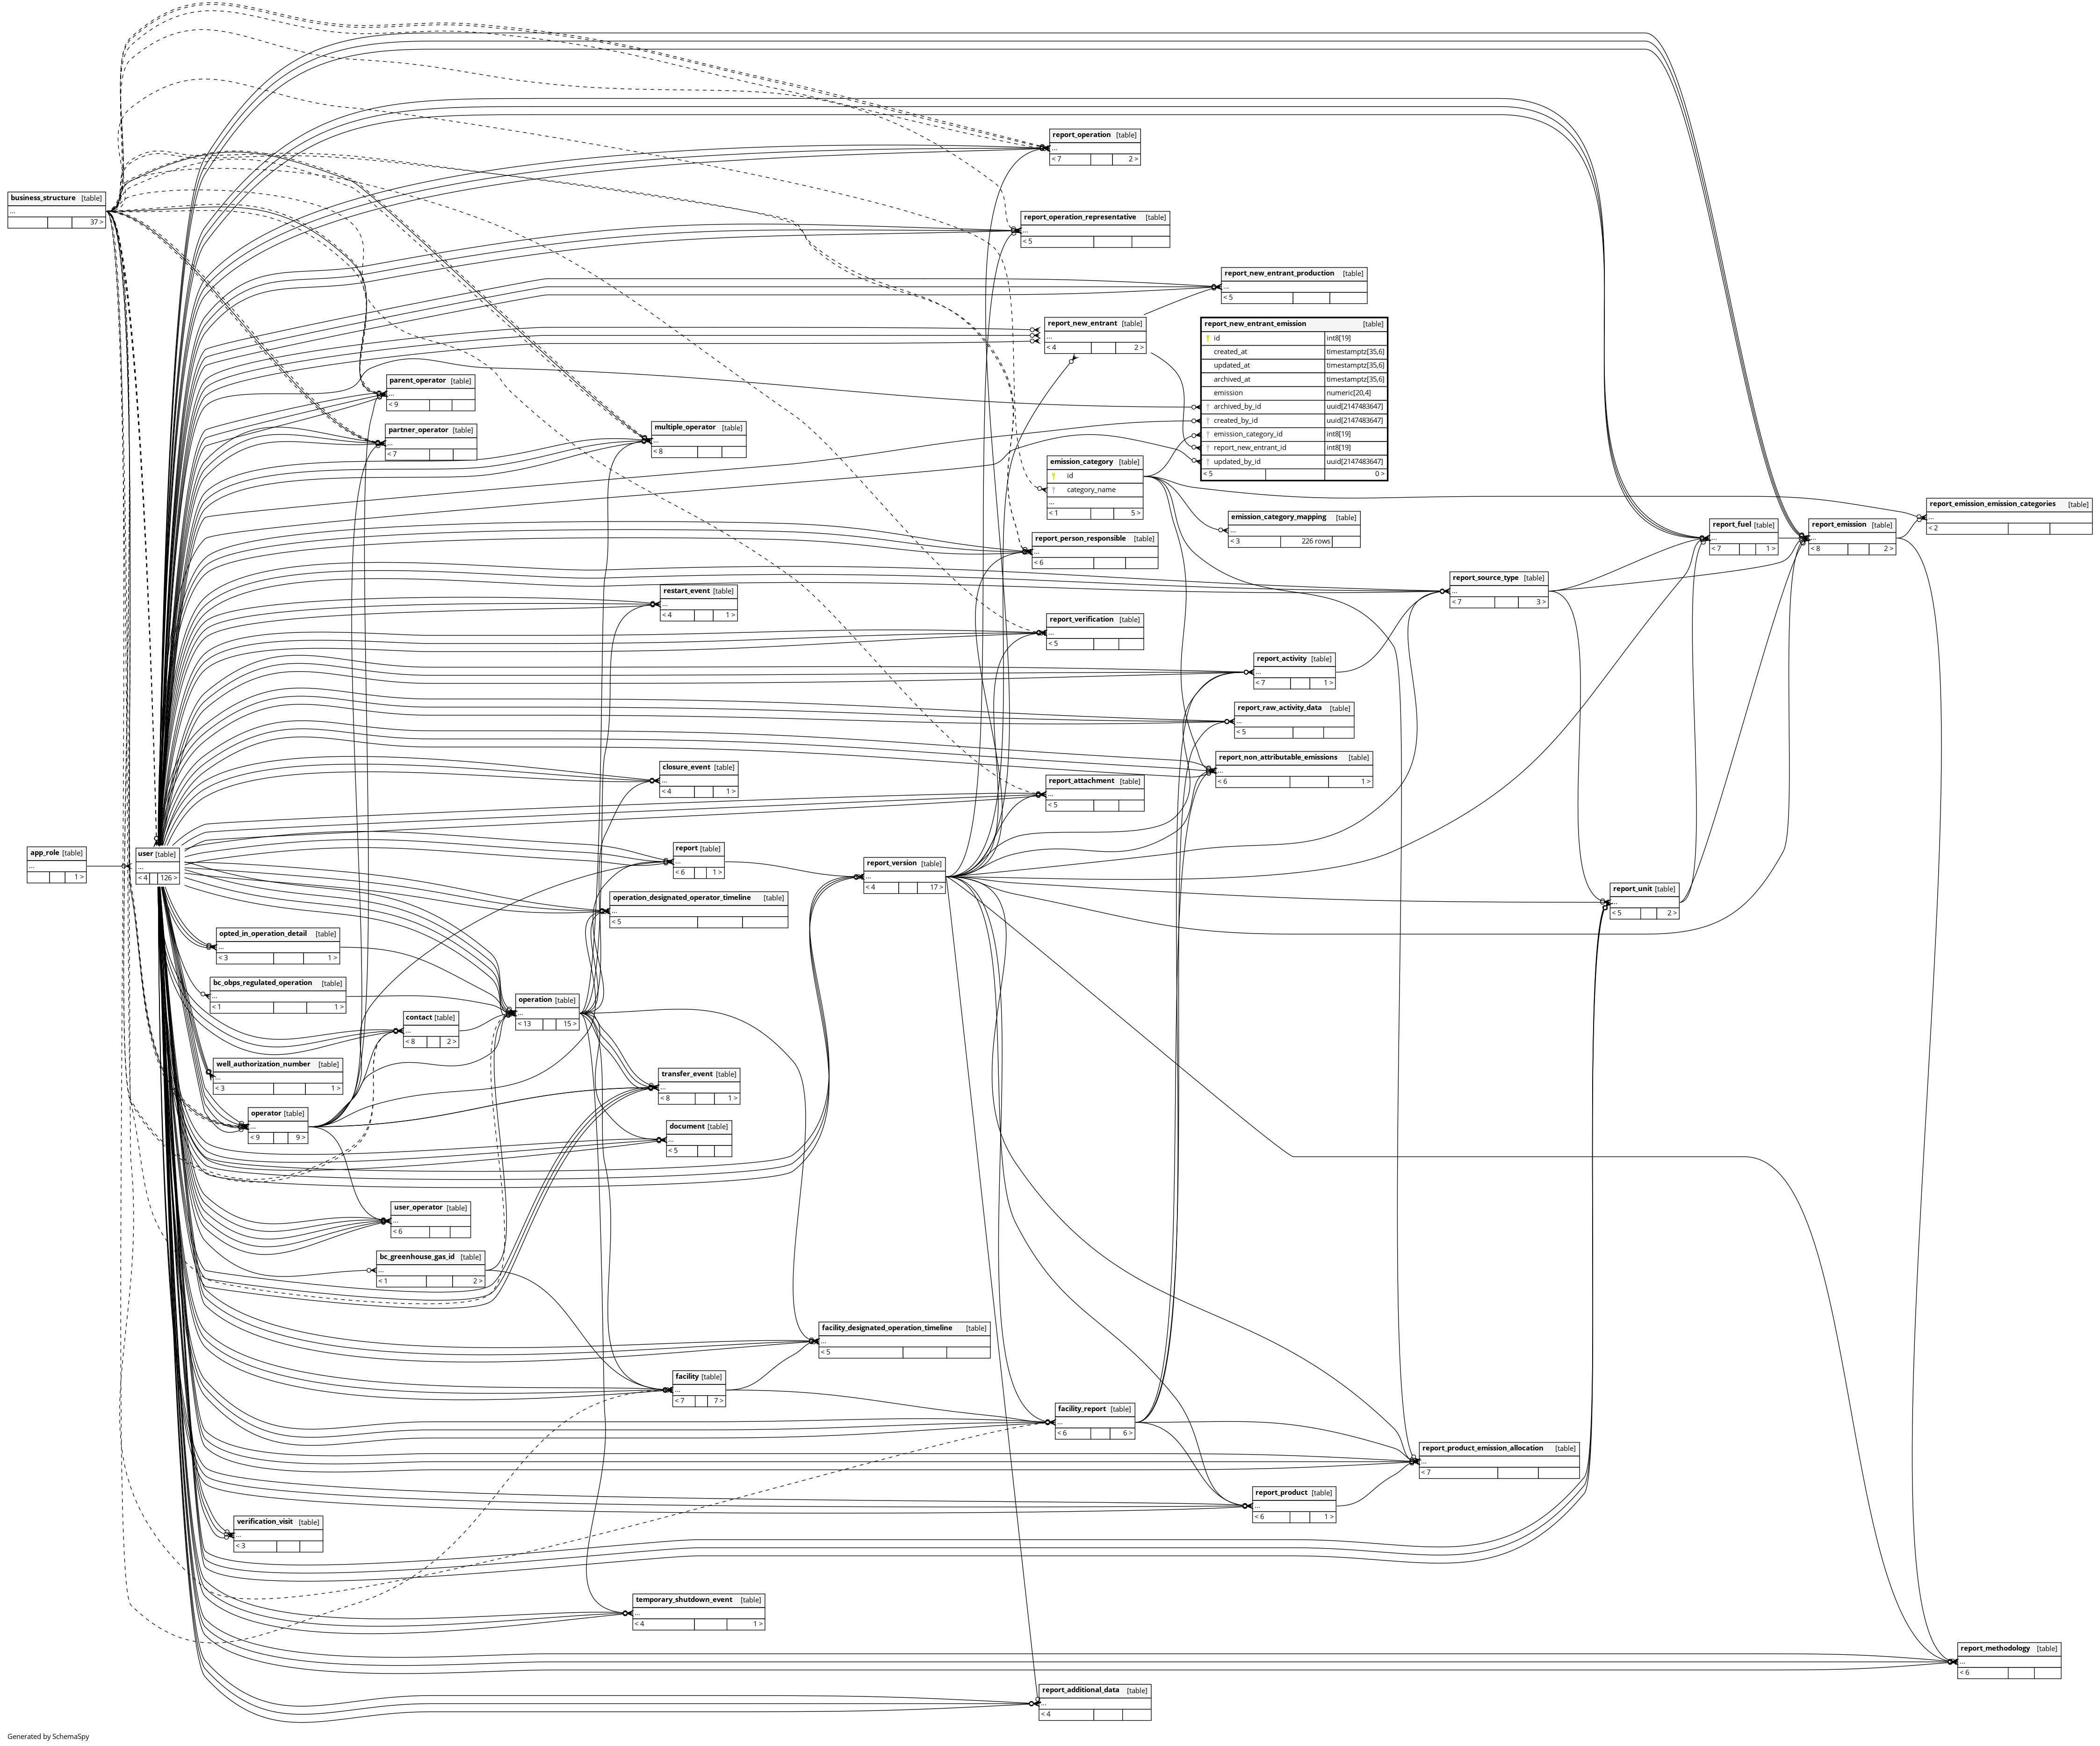 report_operation [table]
...
< 7 2 >
business_structure [table]
...
37 >
report_operation_representative [table]
...
< 5
report_new_entrant_production [table]
...
< 5
report_new_entrant [table]
...
< 4 2 >
report_new_entrant_emission [table]
id int8[19]
created_at timestamptz[35,6]
updated_at timestamptz[35,6]
archived_at timestamptz[35,6]
emission numeric[20,4]
archived_by_id uuid[2147483647]
created_by_id uuid[2147483647]
emission_category_id int8[19]
report_new_entrant_id int8[19]
updated_by_id uuid[2147483647]
< 5 0 >
parent_operator [table]
...
< 9
partner_operator [table]
...
< 7
multiple_operator [table]
...
< 8
emission_category [table]
id
category_name
...
< 1 5 >
emission_category_mapping [table]
...
< 3 226 rows
report_emission_emission_categories [table]
...
< 2
report_fuel [table]
...
< 7 1 >
report_emission [table]
...
< 8 2 >
report_person_responsible [table]
...
< 6
report_source_type [table]
...
< 7 3 >
restart_event [table]
...
< 4 1 >
report_verification [table]
...
< 5
report_activity [table]
...
< 7 1 >
report_raw_activity_data [table]
...
< 5
report_non_attributable_emissions [table]
...
< 6 1 >
closure_event [table]
...
< 4 1 >
report_attachment [table]
...
< 5
app_role [table]
...
1 >
user [table]
...
< 4 126 >
report [table]
...
< 6 1 >
report_version [table]
...
< 4 17 >
operation_designated_operator_timeline [table]
...
< 5
report_unit [table]
...
< 5 2 >
opted_in_operation_detail [table]
...
< 3 1 >
bc_obps_regulated_operation [table]
...
< 1 1 >
operation [table]
...
< 13 15 >
contact [table]
...
< 8 2 >
well_authorization_number [table]
...
< 3 1 >
transfer_event [table]
...
< 8 1 >
operator [table]
...
< 9 9 >
document [table]
...
< 5
user_operator [table]
...
< 6
bc_greenhouse_gas_id [table]
...
< 1 2 >
facility_designated_operation_timeline [table]
...
< 5
facility [table]
...
< 7 7 >
facility_report [table]
...
< 6 6 >
report_product_emission_allocation [table]
...
< 7
report_product [table]
...
< 6 1 >
verification_visit [table]
...
< 3
temporary_shutdown_event [table]
...
< 4 1 >
report_methodology [table]
...
< 6
report_additional_data [table]
...
< 4
Generated by SchemaSpy